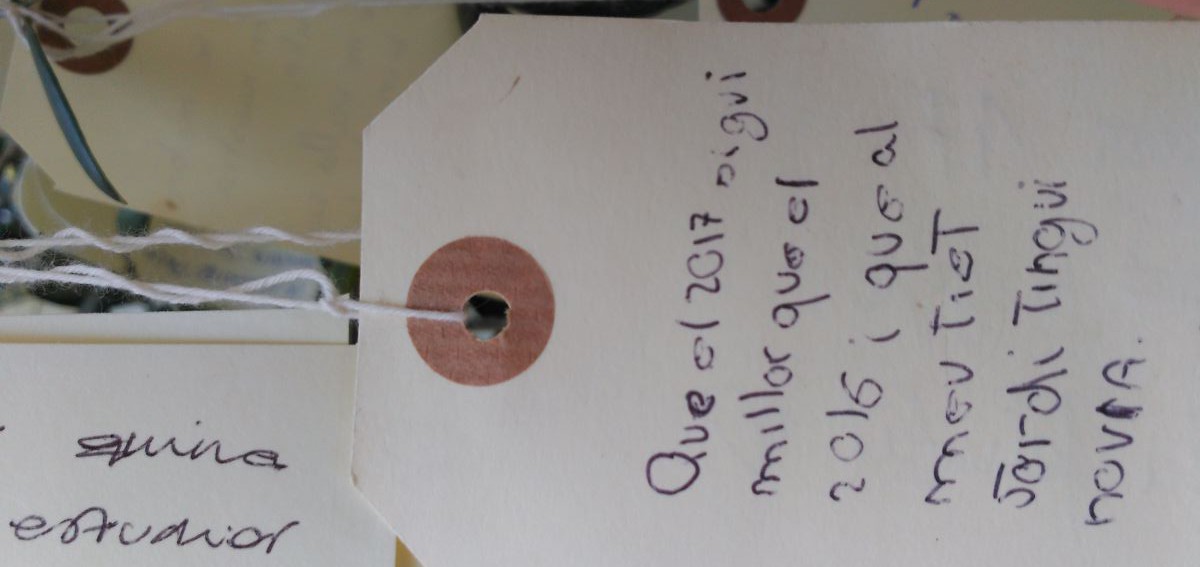 Que el 2017 sigui
millor que el
2016 i que el
meu tiet
Jordi tingui
novia.
quina
estudiar